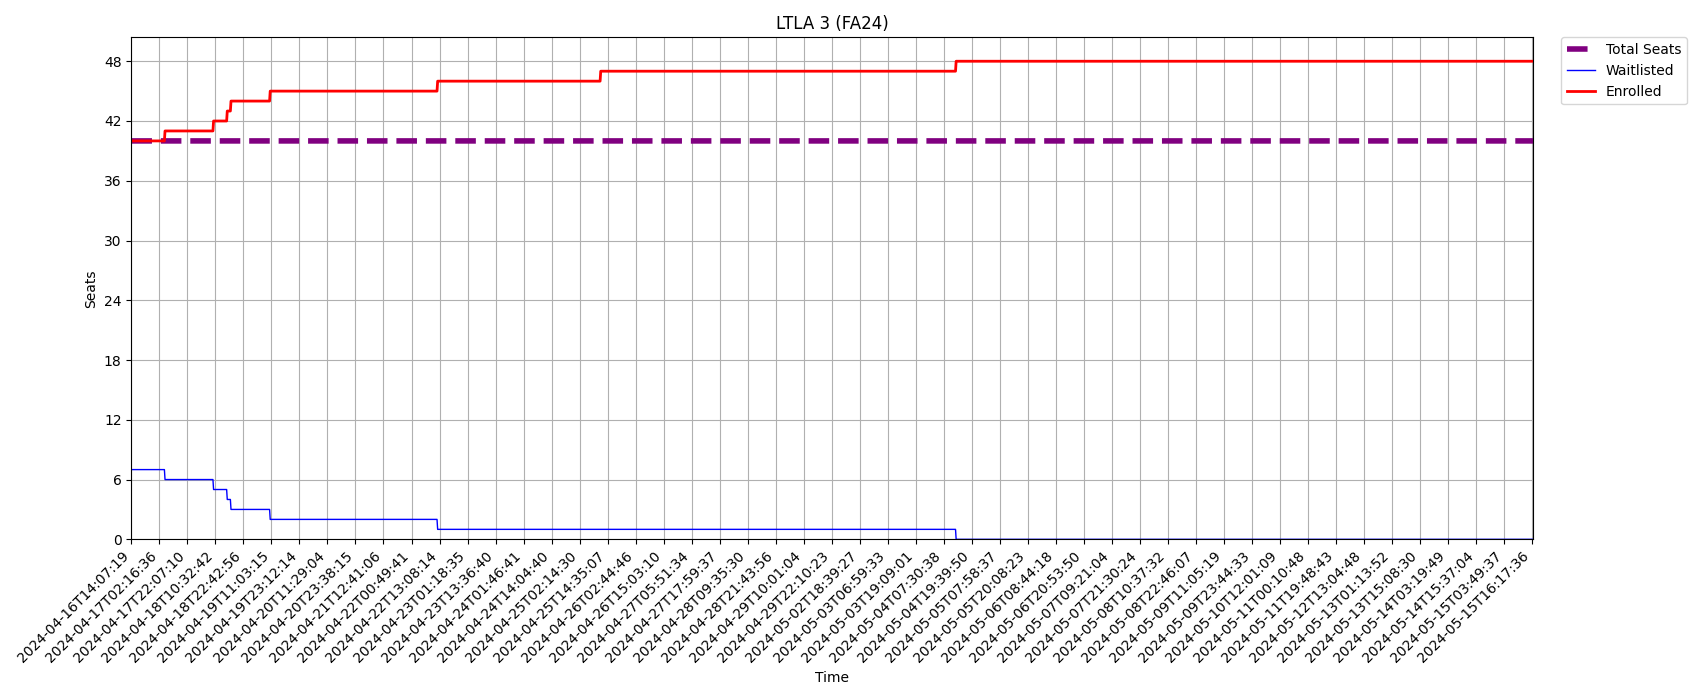 LTLA 3 (FA24)
Total Seats
Waitlisted
Enrolled
Seats
48
42
36
30
24
18
12
6
0
2024-04-16T14:07:19
2024-04-17T02:16:36
2024-04-17T22:07:10
2024-04-18T10:32:42
2024-04-18T22:42:56
2024-04-19T11:03:15
2024-04-19T23:12:14
2024-04-20T11:29:04
2024-04-20T23:38:15
2024-04-21T12:41:06
2024-04-22T00:49:41
2024-04-22T13:08:14
2024-04-23T01:18:35
2024-04-23T13:36:40
2024-04-24T01:46:41
2024-04-24T14:04:40
2024-04-25T02:14:30
2024-04-25T14:35:07
2024-04-26T02:44:46
2024-04-26T15:03:10
2024-04-27T05:51:34
2024-04-27T17:59:37
2024-04-28T09:35:30
2024-04-28T21:43:56
2024-04-29T10:01:04
2024-04-29T22:10:23
2024-05-02T18:39:27
2024-05-03T06:59:33
2024-05-03T19:09:01
2024-05-04T07:30:38
2024-05-04T19:39:50
2024-05-05T07:58:37
2024-05-05T20:08:23
2024-05-06T08:44:18
2024-05-06T20:53:50
2024-05-07T09:21:04
2024-05-07T21:30:24
2024-05-08T10:37:32
2024-05-08T22:46:07
2024-05-09T11:05:19
2024-05-09T23:44:33
2024-05-10T12:01:09
2024-05-11T00:10:48
2024-05-11T19:48:43
2024-05-12T13:04:48
2024-05-13T01:13:52
2024-05-13T15:08:30
2024-05-14T03:19:49
2024-05-14T15:37:04
2024-05-15T03:49:37
2024-05-15T16:17:36
Time